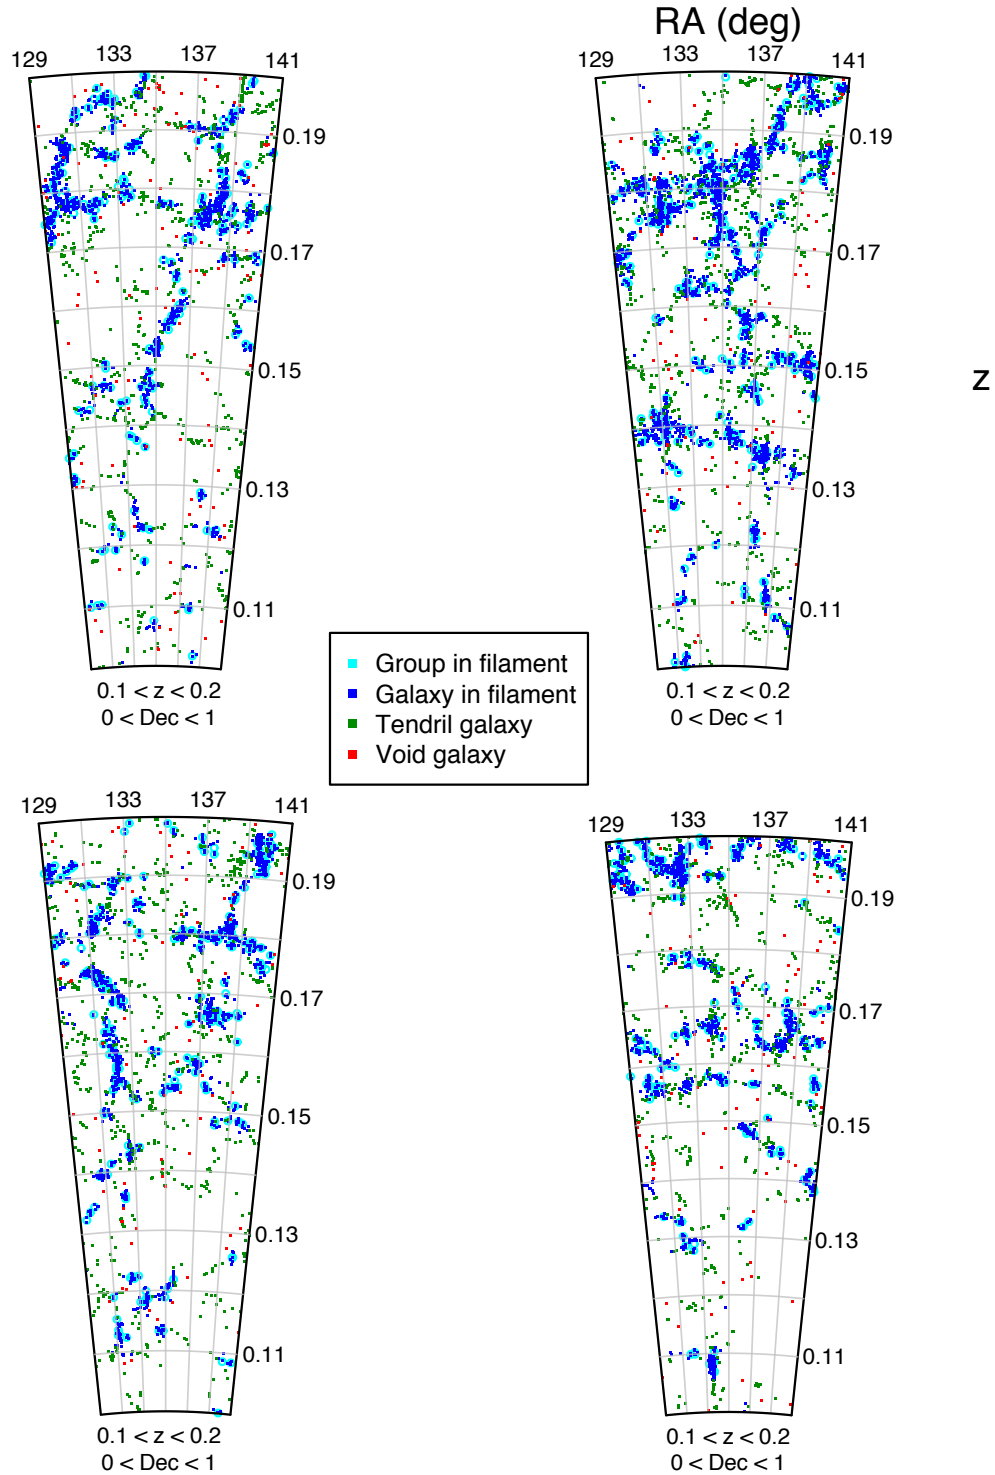 RA (deg)
129 133 137 141
129 133 137 141
0.19
0.19
0.17
0.17
0.15
0.15
z
0.13
0.13
0.11
0.11
0.1 < z < 0.2
0 < Dec < 1
0.1 < z < 0.2
0 < Dec < 1
Group in filament
Galaxy in filament
Tendril galaxy
Void galaxy
129 133 137 141
129 133 137 141
0.19
0.19
0.17
0.17
0.15
0.15
0.13
0.13
0.11
0.11
0.1 < z < 0.2
0 < Dec < 1
0.1 < z < 0.2
0 < Dec < 1